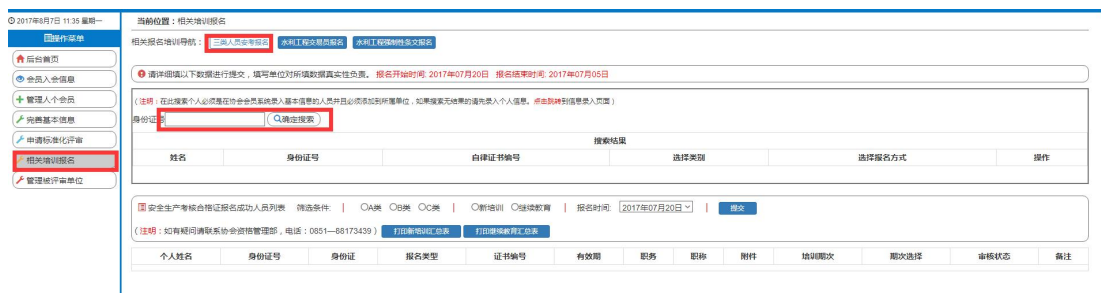 2017年8月7日 11:35 星期一
操作菜单
后台首页
会员入会信息
管理人个会员
完善基本信息
申请标准化评审
相关培训报名
管理被评审单位
当前位置：相关培训报名
相关报名培训导航： 三类人员安考报名 水利工程交易员报名 水利工程强制性条文报名
请详细填以下数据进行提交，填写单位对所填数据真实性负责。 报名开始时间: 2017年07月20日 报名结束时间: 2017年07月05日
（注明：在此搜索个人必须是在协会会员系统录入基本信息的人员并且必须添加到所属单位，如果搜索无结果的请先录入个人信息。点击跳转到信息录入页面）
身份证号 确定搜索
搜索结果
姓名 身份证号 自律证书编号 选择类别 选择报名方式 操作
安全生产考核合格证报名成功人员列表 筛选条件: | A类 B类 C类 | 新培训 继续教育 | 报名时间: 2017年07月20日 | 提交
（注明：如有疑问请联系协会资格管理部，电话：0851—88173439） 打印新培训汇总表 打印继续教育汇总表
个人姓名 身份证号 身份证 报名类型 证书编号 有效期 职务 职称 附件 培训期次 期次选择 审核状态 备注